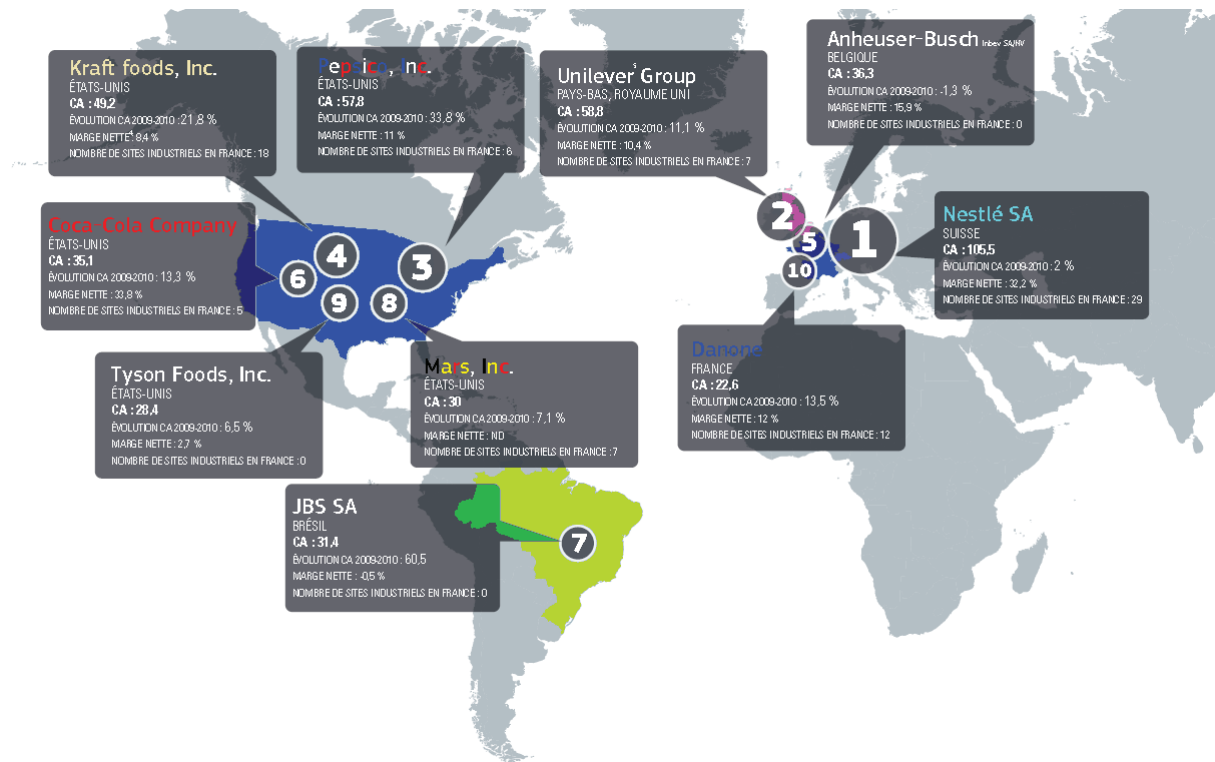 Kraft foods, Inc.
ÉTATS-UNIS
CA : 49,2
ÉVOLUTION CA 2009-2010 : 21,8 %
MARGE NETTE : 8,4 %
NOMBRE DE SITES INDUSTRIELS EN FRANCE : 18
Pepsico, Inc.
ÉTATS-UNIS
CA : 57,8
ÉVOLUTION CA 2009-2010 : 33,8 %
MARGE NETTE : 11 %
NOMBRE DE SITES INDUSTRIELS EN FRANCE : 6
Unilever Group
PAYS-BAS, ROYAUME UNI
CA : 58,8
ÉVOLUTION CA 2009-2010 : 11,1 %
MARGE NETTE : 10,4 %
NOMBRE DE SITES INDUSTRIELS EN FRANCE : 7
Anheuser-Busch Inbev SA/NV
BELGIQUE
CA : 36,3
ÉVOLUTION CA 2009-2010 : -1,3 %
MARGE NETTE : 15,9 %
NOMBRE DE SITES INDUSTRIELS EN FRANCE : 0
Coca-Cola Company
ÉTATS-UNIS
CA : 35,1
ÉVOLUTION CA 2009-2010 : 13,3 %
MARGE NETTE : 33,9 %
NOMBRE DE SITES INDUSTRIELS EN FRANCE : 5
Nestlé SA
SUISSE
CA : 105,5
ÉVOLUTION CA 2009-2010 : 2 %
MARGE NETTE : 32,2 %
NOMBRE DE SITES INDUSTRIELS EN FRANCE : 29
2
1
5
10
4
3
6
9
8
Tyson Foods, Inc.
ÉTATS-UNIS
CA : 28,4
ÉVOLUTION CA 2009-2010 : 6,5 %
MARGE NETTE : 2,7 %
NOMBRE DE SITES INDUSTRIELS EN FRANCE : 0
Mars, Inc.
ÉTATS-UNIS
CA : 30
ÉVOLUTION CA 2009-2010 : 7,1 %
MARGE NETTE : ND
NOMBRE DE SITES INDUSTRIELS EN FRANCE : 7
Danone
FRANCE
CA : 22,6
ÉVOLUTION CA 2009-2010 : 13,5 %
MARGE NETTE : 12 %
NOMBRE DE SITES INDUSTRIELS EN FRANCE : 12
JBS SA
BRÉSIL
CA : 31,4
ÉVOLUTION CA 2009-2010 : 60,5
MARGE NETTE : -0,5 %
NOMBRE DE SITES INDUSTRIELS EN FRANCE : 0
7